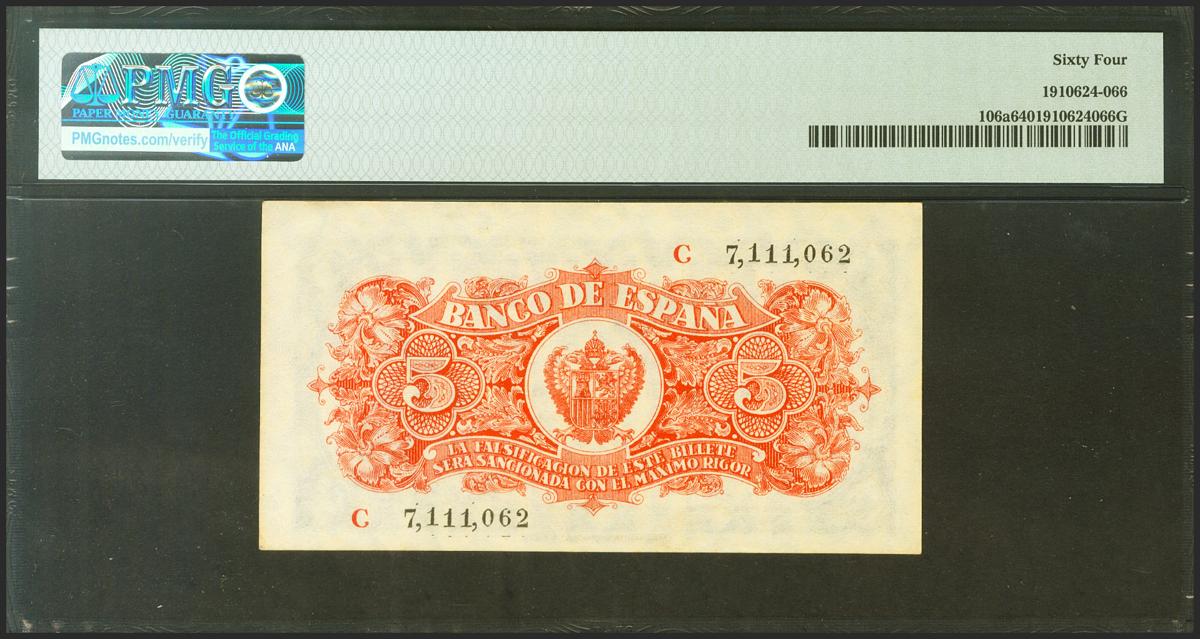 PMG
PAPER MONEY GUARANTY
PMGnotes.com/verify
The Official Grading
Service of the ANA
Sixty Four
1910624-066
106a6401910624066G
C 7,111,062
BANCO DE ESPAÑA
5 5
LA FALSIFICACION DE ESTE BILLETE
SERA SANCIONADA CON EL MAXIMO RIGOR
C 7,111,062